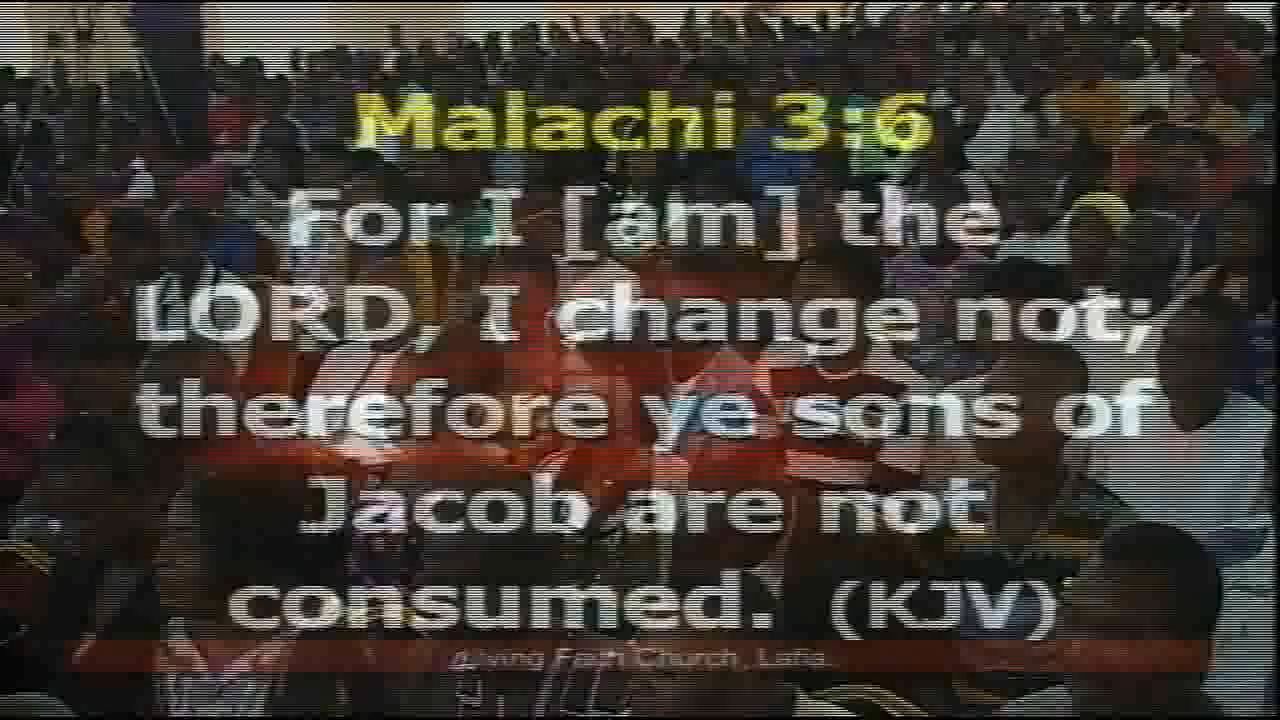 Malachi 3:6
For I [am] the
LORD, I change not;
therefore ye sons of
Jacob are not
consumed. (KJV)
Living Faith Church, Lafia.